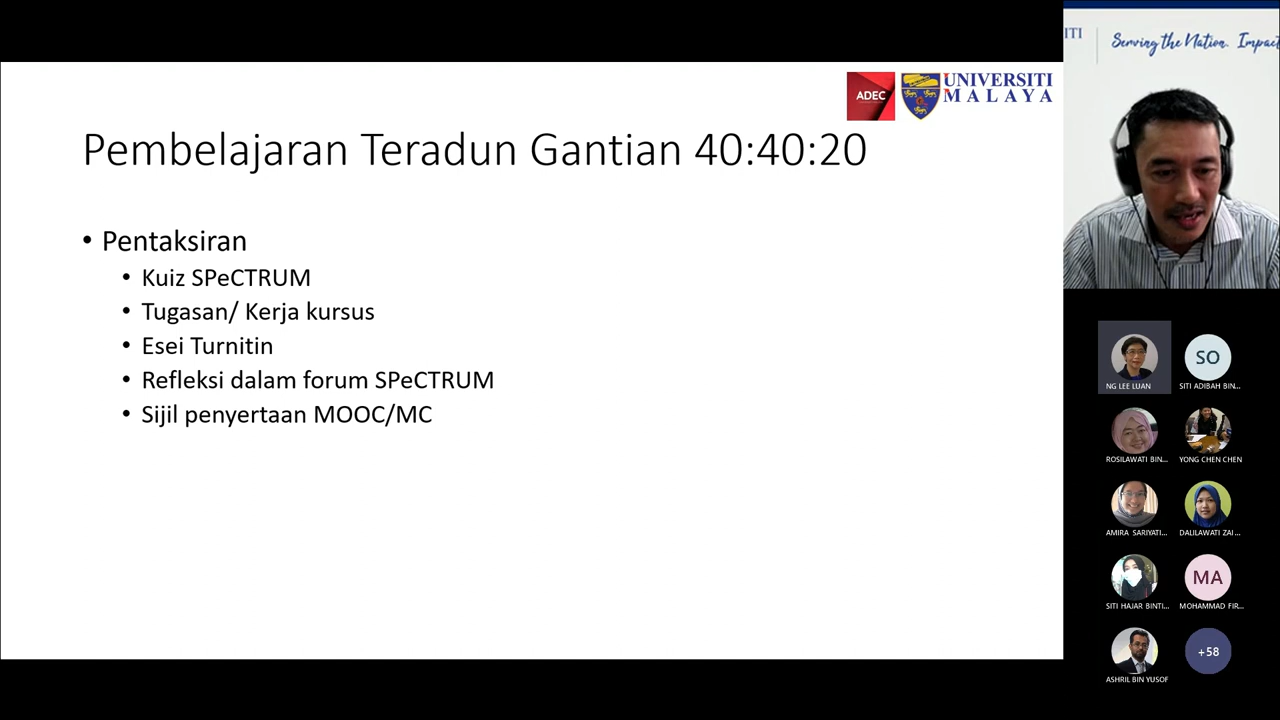 ADEC
UNIVERSITI
MALAYA
Pembelajaran Teradun Gantian 40:40:20
• Pentaksiran
• Kuiz SPeCTRUM
• Tugasan/ Kerja kursus
• Esei Turnitin
• Refleksi dalam forum SPeCTRUM
• Sijil penyertaan MOOC/MC
ITI
Serving the Nation. Impact
NG LEE LUAN
SO
SITI ADIBAH BIN...
ROSILAWATI BIN...
YONG CHEN CHEN
AMIRA SARIYATI...
DALILAWATI ZAI...
SITI HAJAR BINTI...
MA
MOHAMMAD FIR...
ASHRIL BIN YUSOF
+58